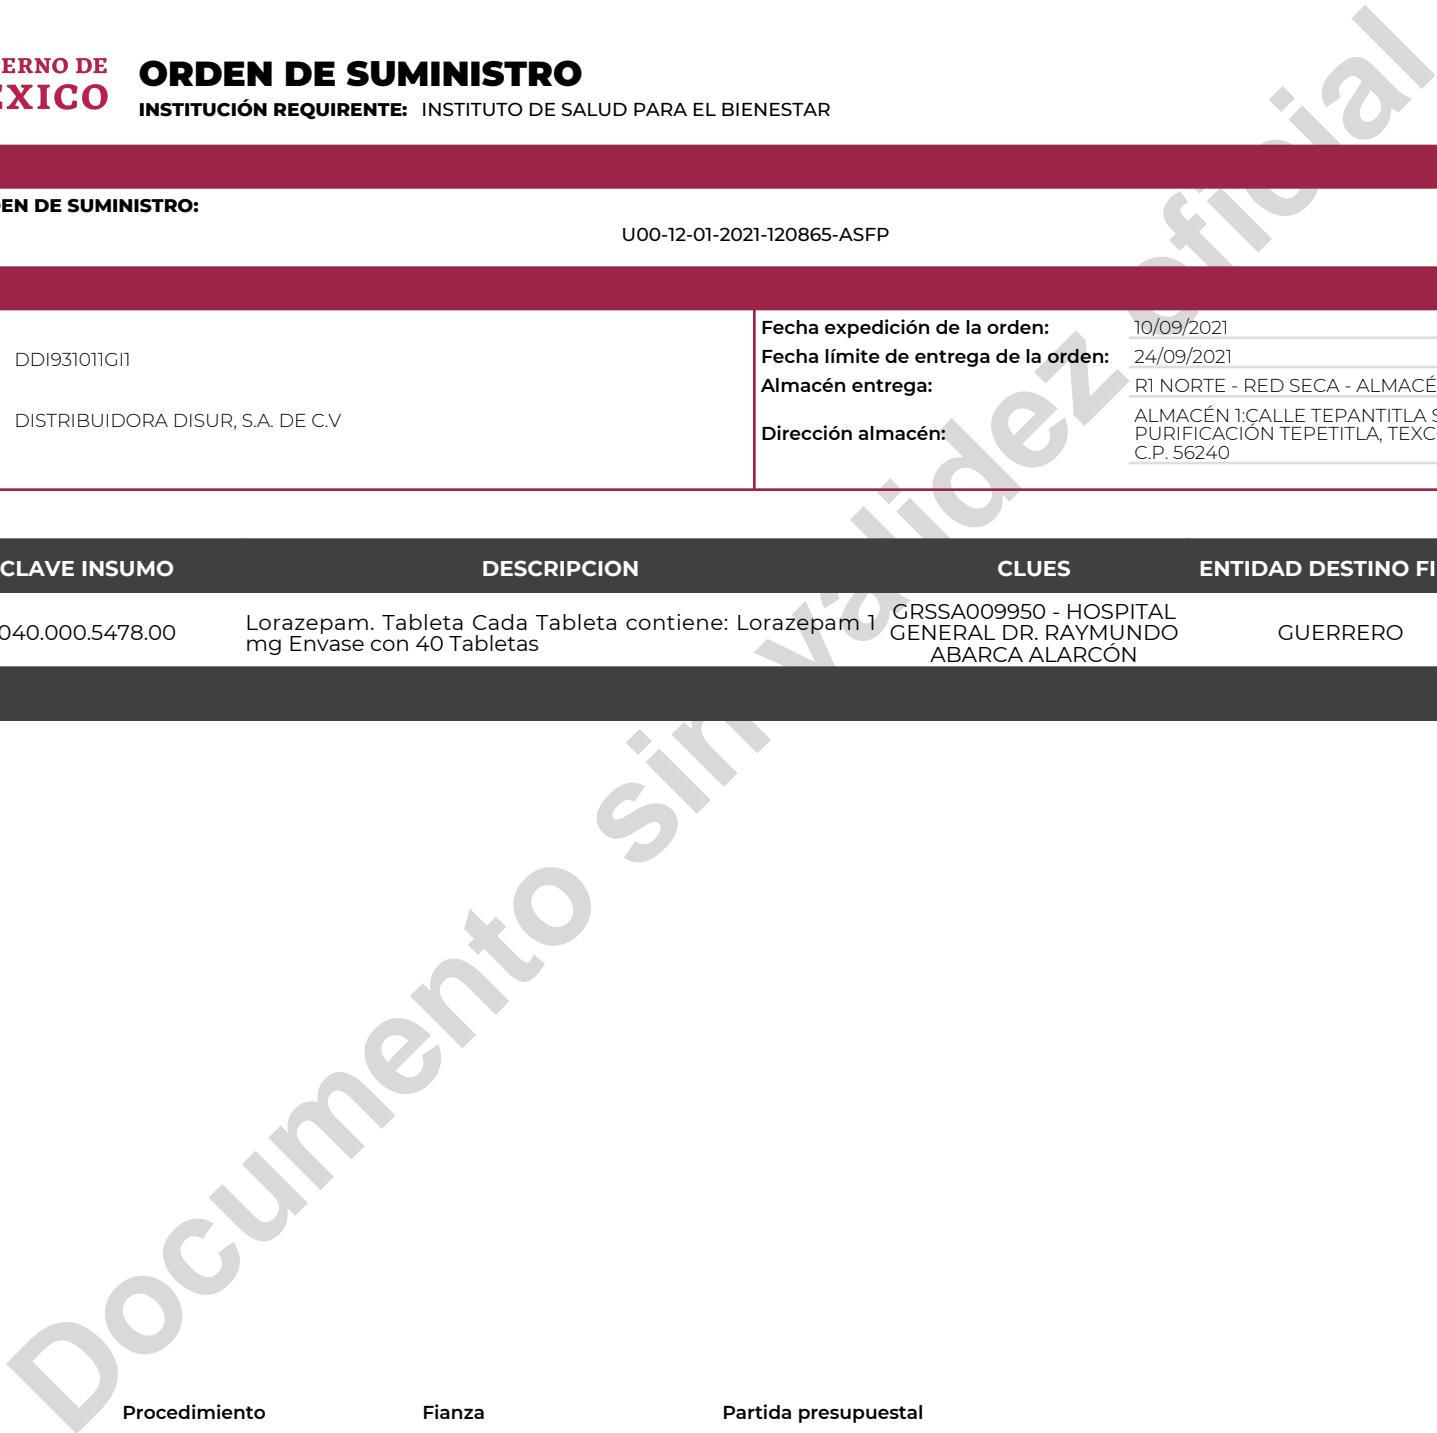 ERNO DE
EXICO
ORDEN DE SUMINISTRO
INSTITUCIÓN REQUIRENTE: INSTITUTO DE SALUD PARA EL BIENESTAR
EN DE SUMINISTRO:
U00-12-01-2021-120865-ASFP
DDI931011GI1
DISTRIBUIDORA DISUR, S.A. DE C.V
Fecha expedición de la orden: 10/09/2021
Fecha límite de entrega de la orden: 24/09/2021
Almacén entrega: R1 NORTE - RED SECA - ALMACÉ
Dirección almacén:
ALMACÉN 1:CALLE TEPANTITLA S
PURIFICACIÓN TEPETITLA, TEXC
C.P. 56240
CLAVE INSUMO DESCRIPCION CLUES ENTIDAD DESTINO FI
040.000.5478.00
Lorazepam. Tableta Cada Tableta contiene: Lorazepam 1
mg Envase con 40 Tabletas
GRSSA009950 - HOSPITAL
GENERAL DR. RAYMUNDO
ABARCA ALARCÓN
GUERRERO
Documento sin validez oficial
Procedimiento Fianza Partida presupuestal